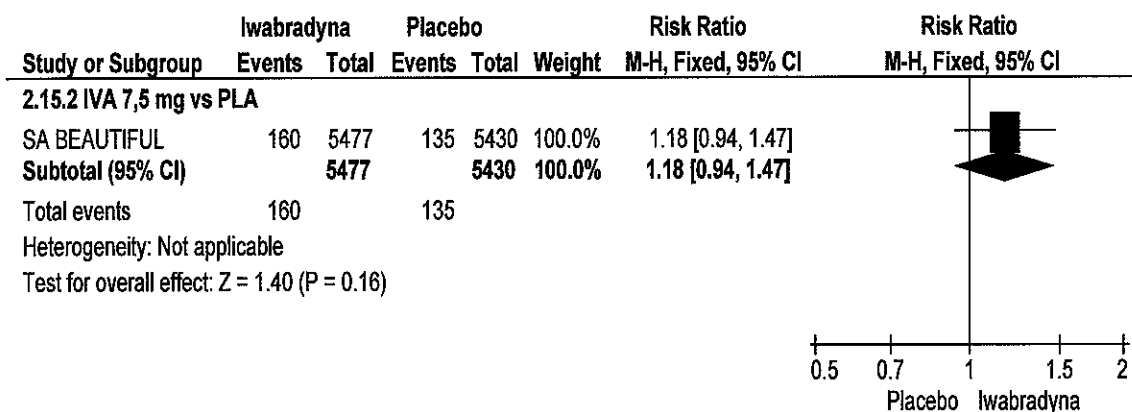 Iwabradyna Placebo Risk Ratio Risk Ratio
Study or Subgroup Events Total Events Total Weight M-H, Fixed, 95% CI M-H, Fixed, 95% CI
2.15.2 IVA 7,5 mg vs PLA
SA BEAUTIFUL 160 5477 135 5430 100.0% 1.18 [0.94, 1.47]
Subtotal (95% CI) 5477 5430 100.0% 1.18 [0.94, 1.47]
Total events 160 135
Heterogeneity: Not applicable
Test for overall effect: Z = 1.40 (P = 0.16)
0.5 0.7 1 1.5 2
Placebo Iwabradyna